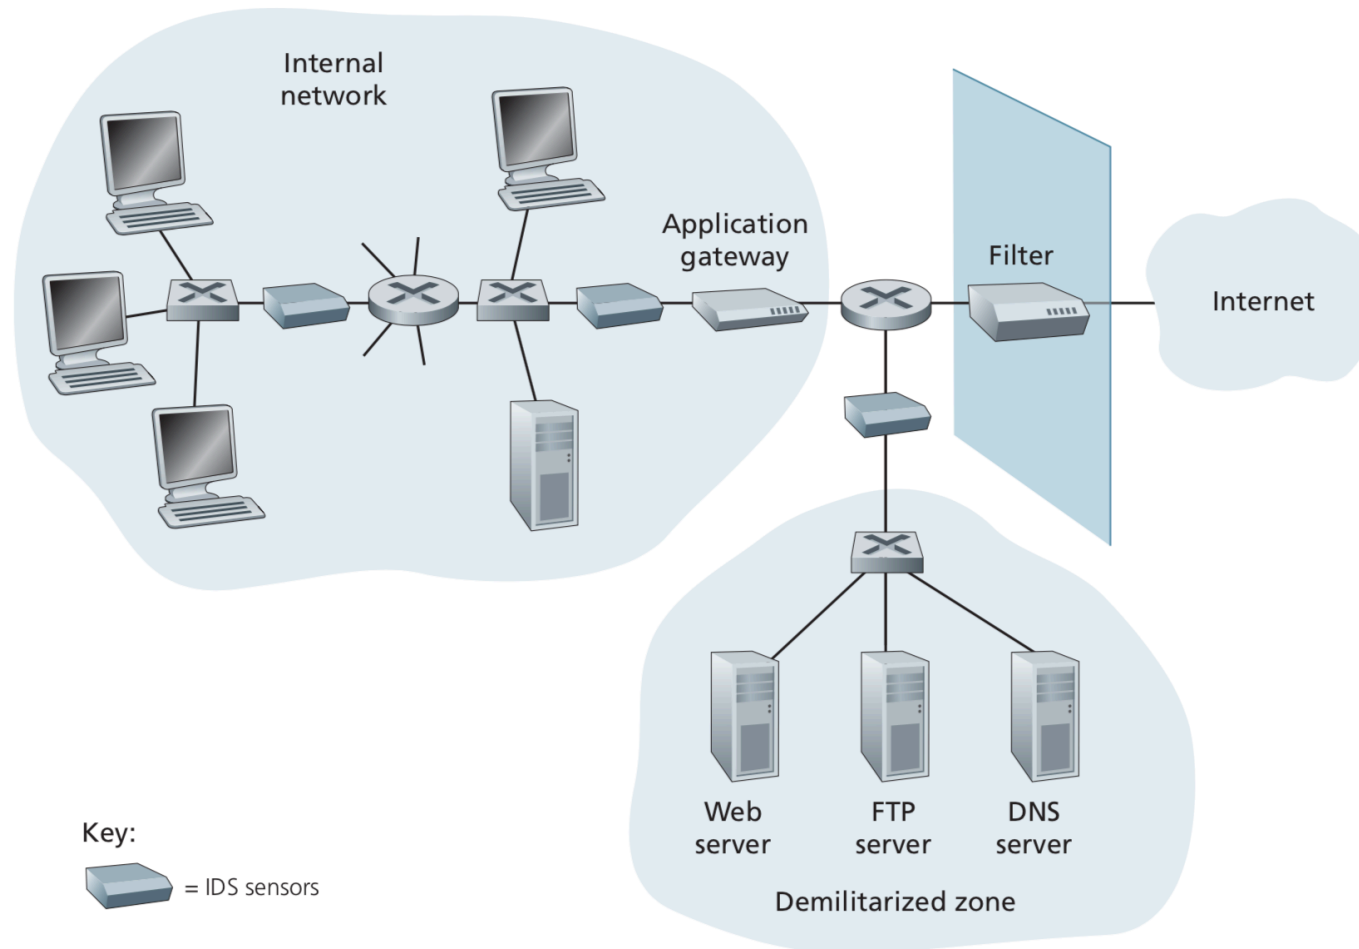 Internal
network
Application
gateway
Filter
Internet
Web
server
FTP
server
DNS
server
Demilitarized zone
Key:
= IDS sensors